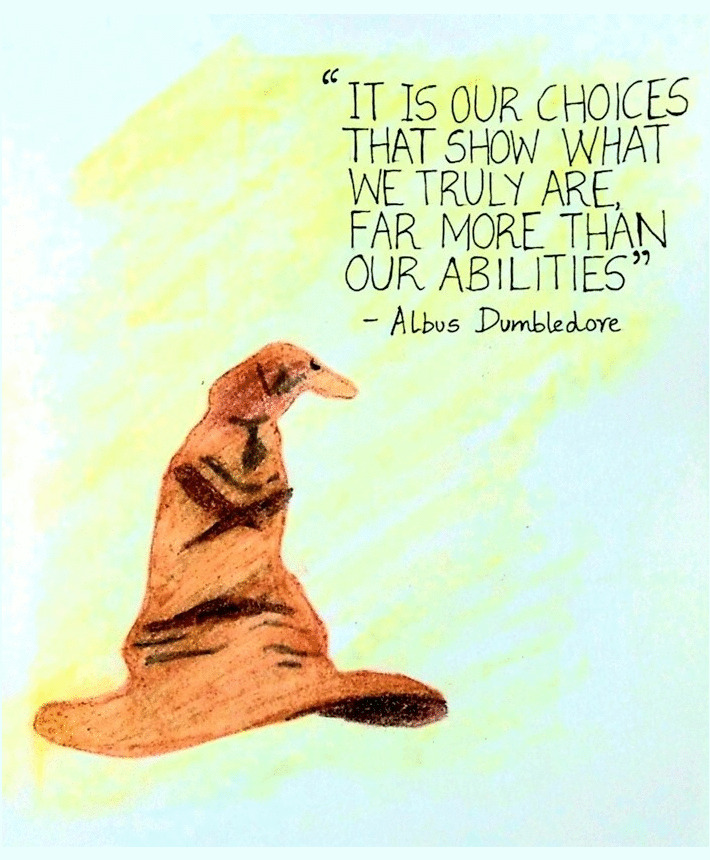 “IT IS OUR CHOICES
THAT SHOW WHAT
WE TRULY ARE,
FAR MORE THAN
OUR ABILITIES”
- Albus Dumbledore